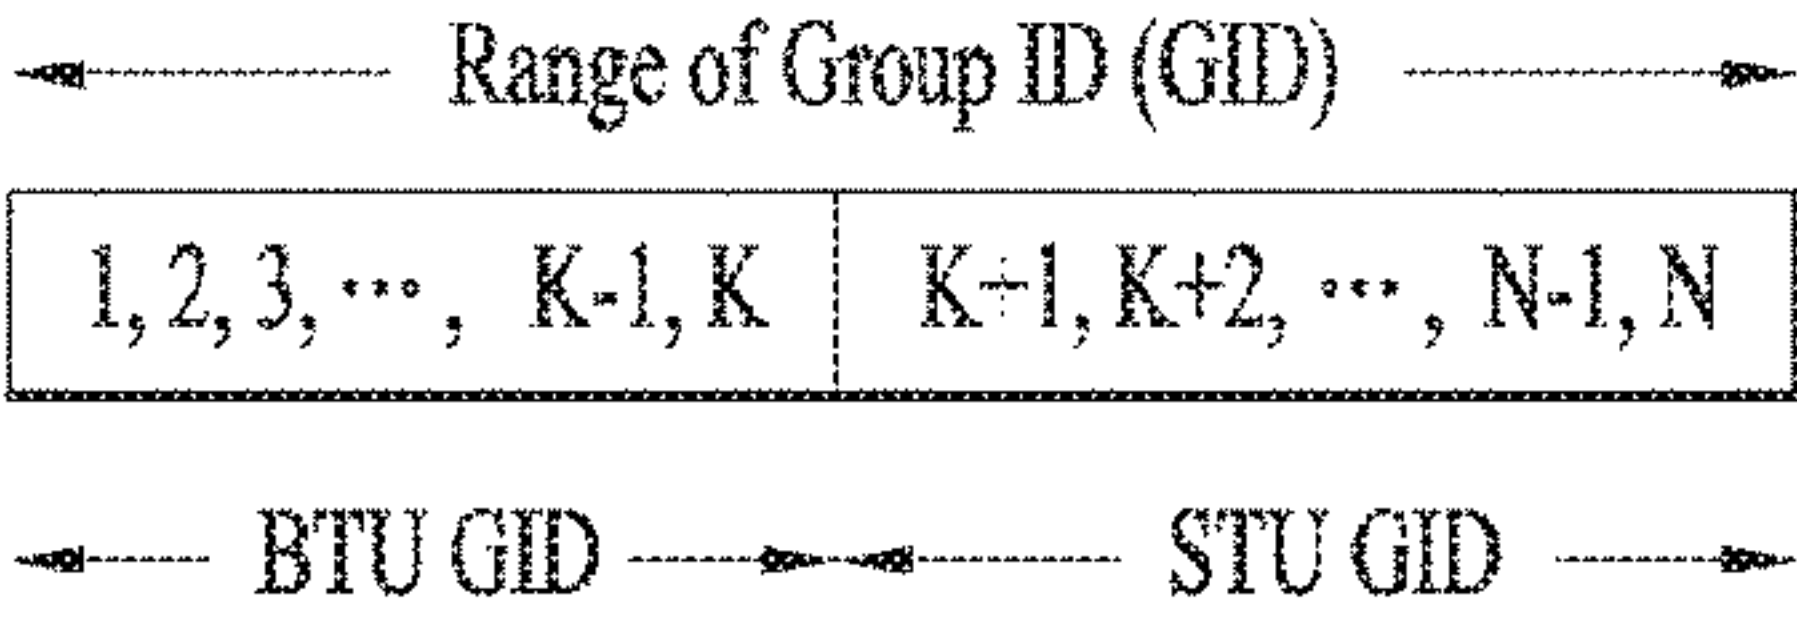 Range of Group ID (GID)
1, 2, 3, ···, K-1, K K+1, K+2, ···, N-1, N
BTU GID STU GID